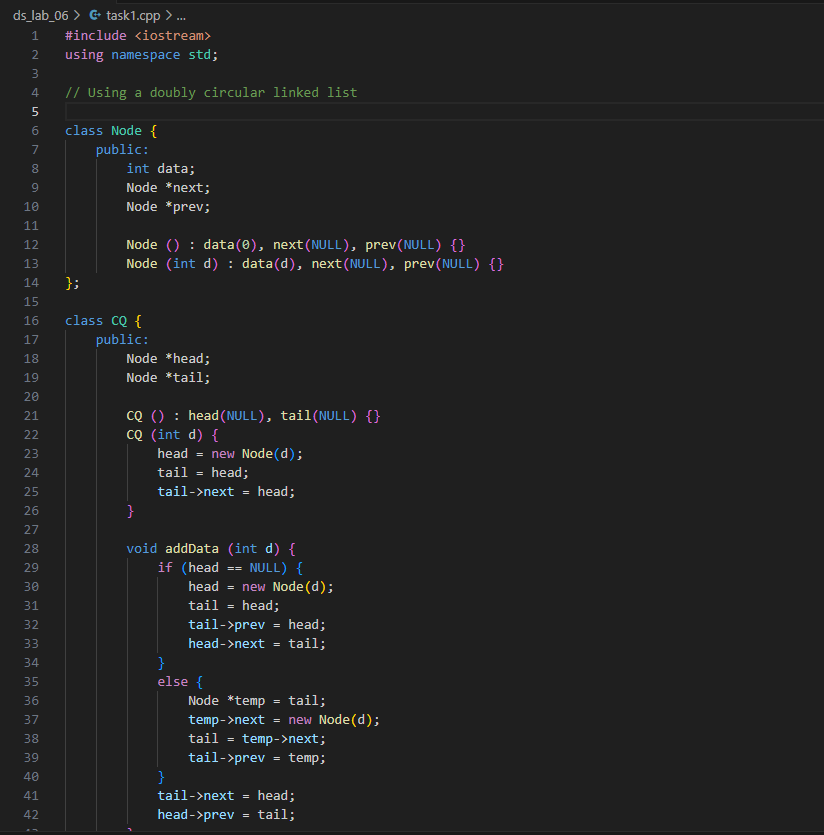 ds_lab_06 > task1.cpp > ...
1 #include <iostream>
2 using namespace std;
3
4 // Using a doubly circular linked list
5
6 class Node {
7     public:
8         int data;
9         Node *next;
10         Node *prev;
11
12         Node () : data(0), next(NULL), prev(NULL) {}
13         Node (int d) : data(d), next(NULL), prev(NULL) {}
14 };
15
16 class CQ {
17     public:
18         Node *head;
19         Node *tail;
20
21         CQ () : head(NULL), tail(NULL) {}
22         CQ (int d) {
23             head = new Node(d);
24             tail = head;
25             tail->next = head;
26         }
27
28         void addData (int d) {
29             if (head == NULL) {
30                 head = new Node(d);
31                 tail = head;
32                 tail->prev = head;
33                 head->next = tail;
34             }
35             else {
36                 Node *temp = tail;
37                 temp->next = new Node(d);
38                 tail = temp->next;
39                 tail->prev = temp;
40             }
41             tail->next = head;
42             head->prev = tail;